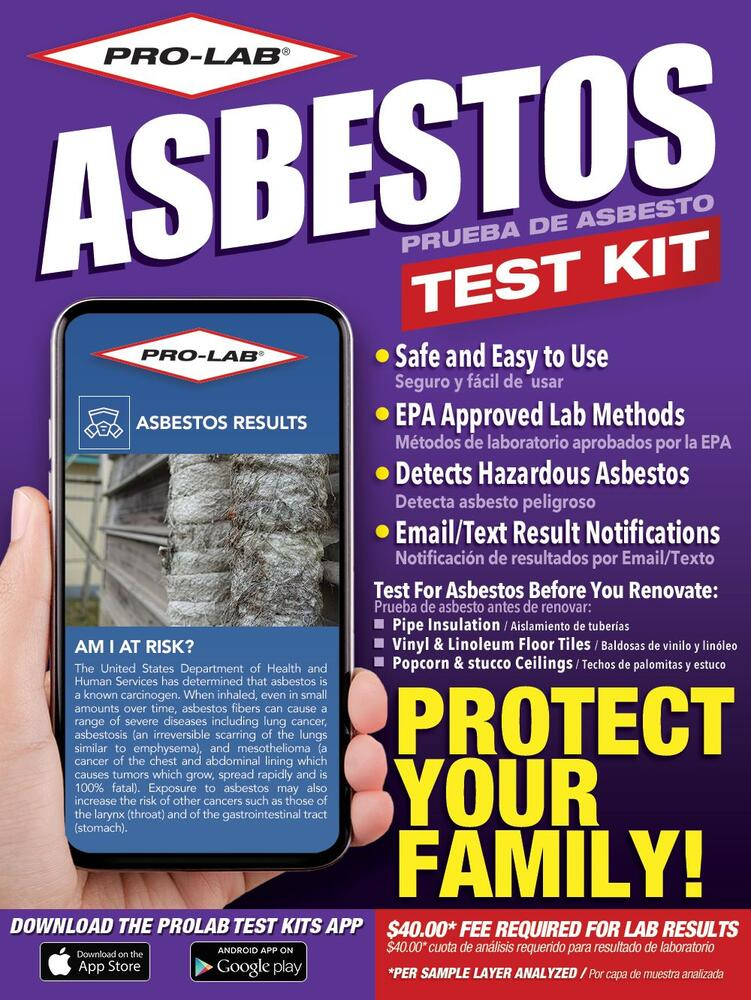 PRO-LAB®
ASBESTOS
PRUEBA DE ASBESTO
TEST KIT
PRO-LAB®
ASBESTOS RESULTS
AM I AT RISK?
The United States Department of Health and
Human Services has determined that asbestos is
a known carcinogen. When inhaled, even in small
amounts over time, asbestos fibers can cause a
range of severe diseases including lung cancer,
asbestosis (an irreversible scarring of the lungs
similar to emphysema), and mesothelioma (a
cancer of the chest and abdominal lining which
causes tumors which grow, spread rapidly and is
100% fatal). Exposure to asbestos may also
increase the risk of other cancers such as those of
the larynx (throat) and of the gastrointestinal tract
(stomach).
• Safe and Easy to Use
Seguro y fácil de usar
• EPA Approved Lab Methods
Métodos de laboratorio aprobados por la EPA
• Detects Hazardous Asbestos
Detecta asbesto peligroso
• Email/Text Result Notifications
Notificación de resultados por Email/Texto
Test For Asbestos Before You Renovate:
Prueba de asbesto antes de renovar:
■ Pipe Insulation / Aislamiento de tuberías
■ Vinyl & Linoleum Floor Tiles / Baldosas de vinilo y linóleo
■ Popcorn & stucco Ceilings / Techos de palomitas y estuco
PROTECT
YOUR
FAMILY!
DOWNLOAD THE PROLAB TEST KITS APP
Download on the
App Store
ANDROID APP ON
Google play
$40.00* FEE REQUIRED FOR LAB RESULTS
$40.00* cuota de análisis requerido para resultado de laboratorio
*PER SAMPLE LAYER ANALYZED / Por capa de muestra analizada